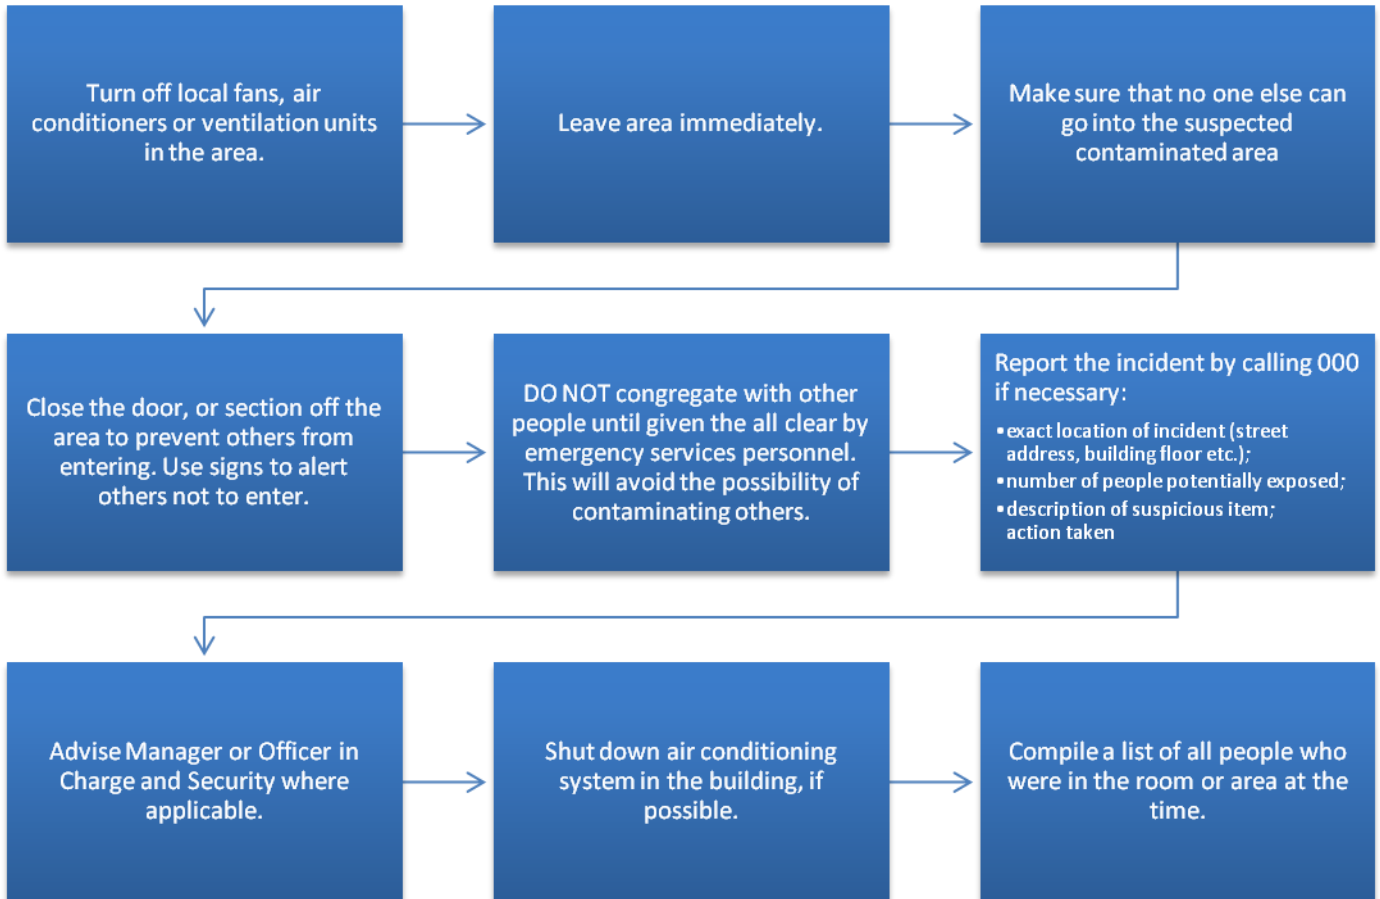 Turn off local fans, air
conditioners or ventilation units
in the area.
Leave area immediately.
Make sure that no one else can
go into the suspected
contaminated area
Close the door, or section off the
area to prevent others from
entering. Use signs to alert
others not to enter.
DO NOT congregate with other
people until given the all clear by
emergency services personnel.
This will avoid the possibility of
contaminating others.
Report the incident by calling 000
if necessary:
▪exact location of incident (street
address, building floor etc.);
▪number of people potentially exposed;
▪description of suspicious item;
action taken
Advise Manager or Officer in
Charge and Security where
applicable.
Shut down air conditioning
system in the building, if
possible.
Compile a list of all people who
were in the room or area at the
time.